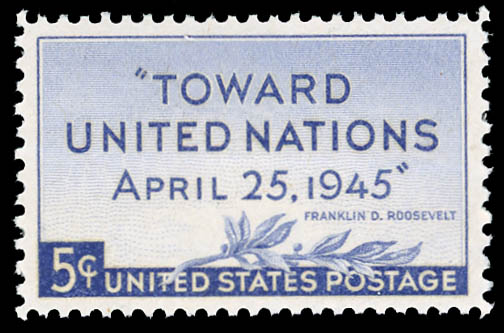 "TOWARD
UNITED NATIONS
APRIL 25, 1945"
FRANKLIN D. ROOSEVELT
5¢ UNITED STATES POSTAGE